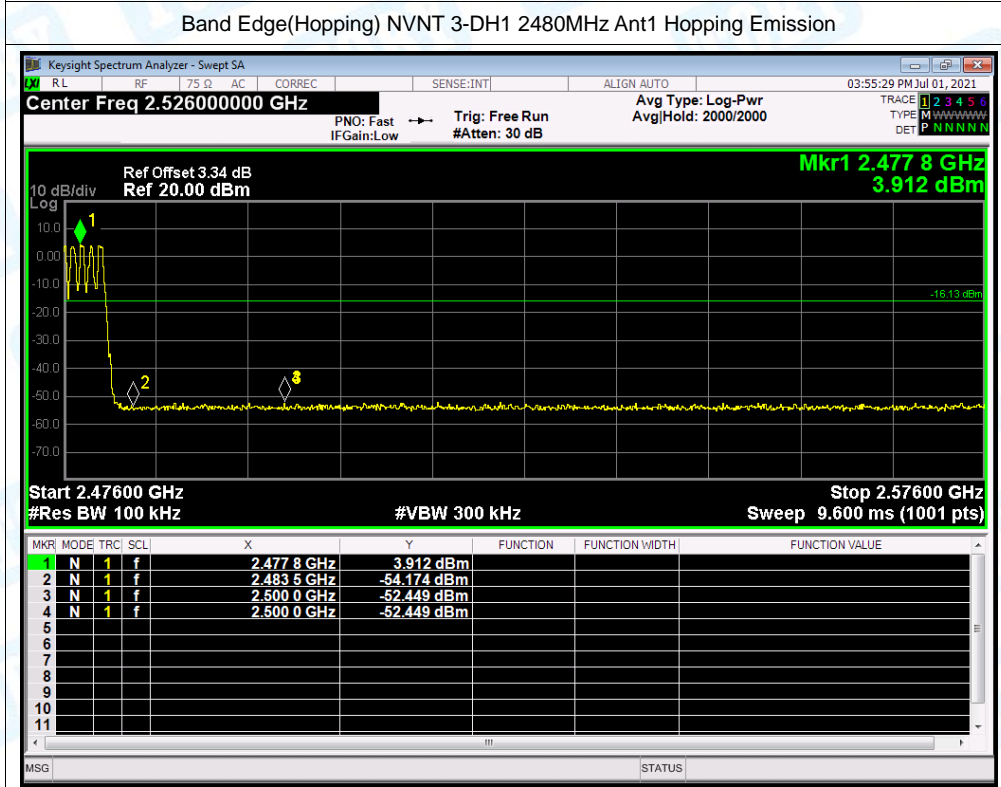 Band Edge(Hopping) NVNT 3-DH1 2480MHz Ant1 Hopping Emission
Keysight Spectrum Analyzer - Swept SA
LXI RL RF 75 Ω AC CORREC SENSE:INT ALIGN AUTO 03:55:29 PM Jul 01, 2021
Center Freq 2.526000000 GHz
PNO: Fast
IFGain:Low
Trig: Free Run
#Atten: 30 dB
Avg Type: Log-Pwr
Avg|Hold: 2000/2000
TRACE 1 2 3 4 5 6
TYPE M WWWWW
DET P N N N N N
Mkr1 2.477 8 GHz
3.912 dBm
Ref Offset 3.34 dB
10 dB/div Ref 20.00 dBm
Log
10.0
0.00
-10.0
-20.0
-30.0
-40.0
-50.0
-60.0
-70.0
1
-16.13 dBm
2
Start 2.47600 GHz Stop 2.57600 GHz
#Res BW 100 kHz #VBW 300 kHz Sweep 9.600 ms (1001 pts)
MKR MODE TRC SCL X Y FUNCTION FUNCTION WIDTH FUNCTION VALUE
1 N 1 f 2.477 8 GHz 3.912 dBm
2 N 1 f 2.483 5 GHz -54.174 dBm
3 N 1 f 2.500 0 GHz -52.449 dBm
4 N 1 f 2.500 0 GHz -52.449 dBm
5
6
7
8
9
10
11
MSG STATUS